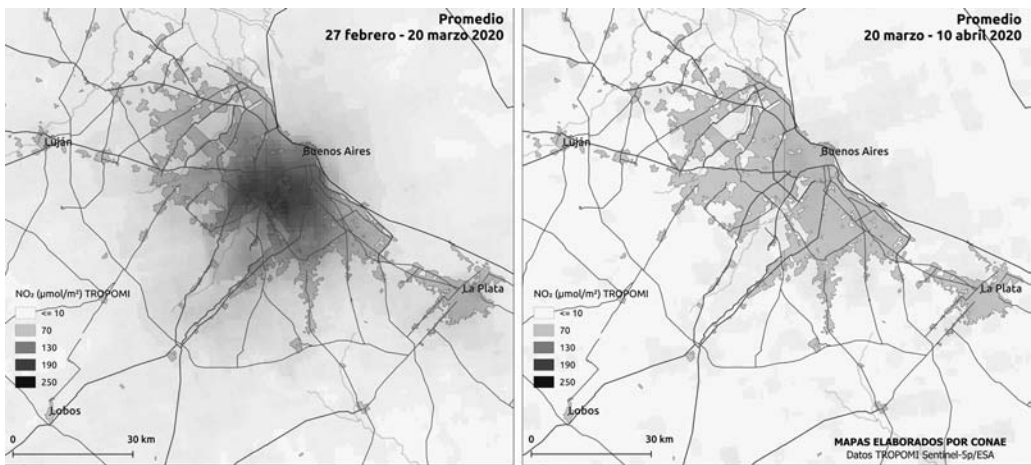 Promedio
27 febrero - 20 marzo 2020
Luján
Buenos Aires
La Plata
NO₂ (µmol/m²) TROPOMI
<= 10
70
130
190
250
Lobos
0 30 km
Promedio
20 marzo - 10 abril 2020
Luján
Buenos Aires
La Plata
NO₂ (µmol/m²) TROPOMI
<= 10
70
130
190
250
Lobos
0 30 km
MAPAS ELABORADOS POR CONAE
Datos TROPOMI Sentinel-5p/ESA